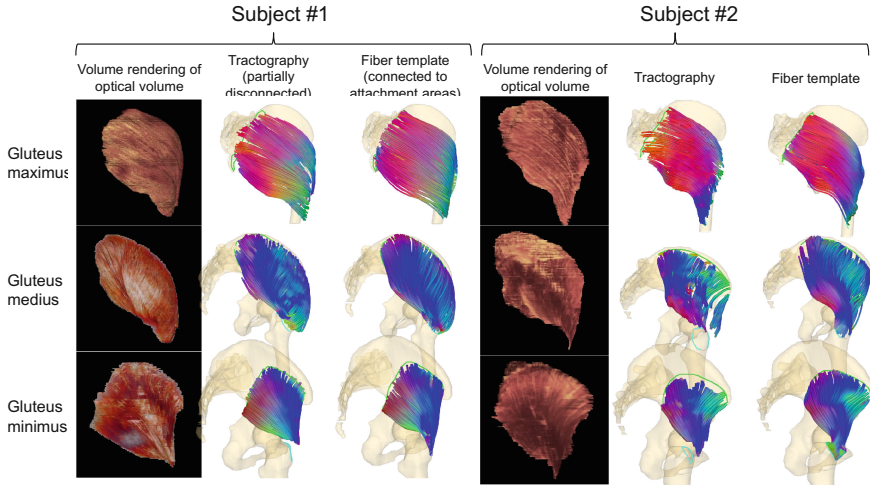 Subject #1
Subject #2
Volume rendering of
optical volume
Tractography
(partially
disconnected)
Fiber template
(connected to
attachment areas)
Volume rendering of
optical volume
Tractography
Fiber template
Gluteus
maximus
Gluteus
medius
Gluteus
minimus